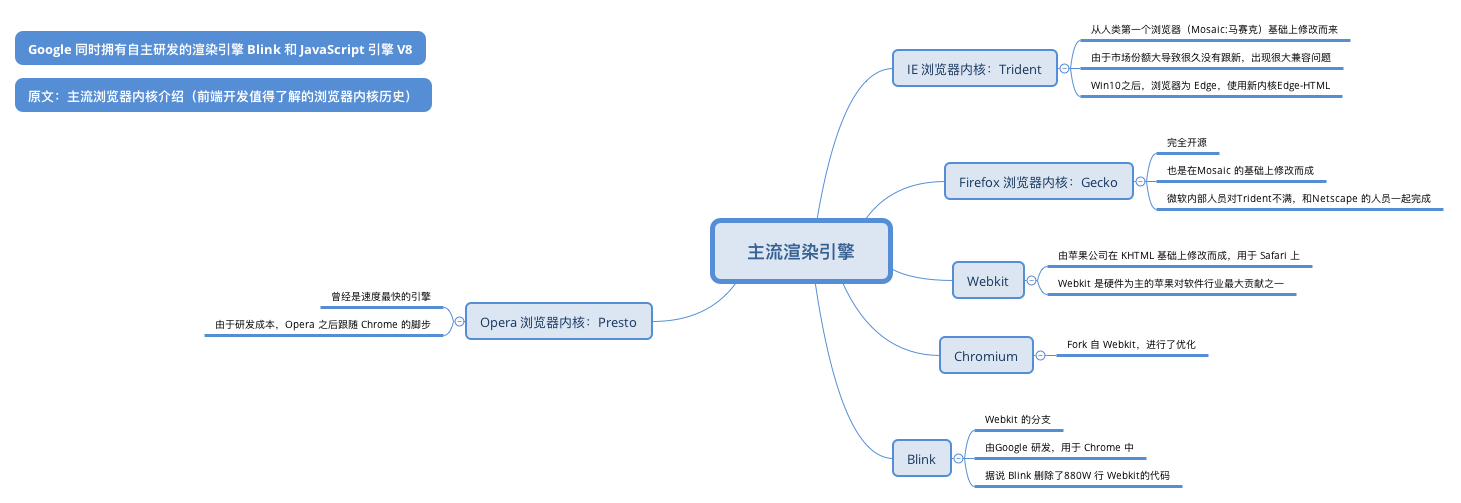 Google 同时拥有自主研发的渲染引擎 Blink 和 JavaScript 引擎 V8
原文：主流浏览器内核介绍（前端开发值得了解的浏览器内核历史）
主流渲染引擎
IE 浏览器内核：Trident
从人类第一个浏览器（Mosaic:马赛克）基础上修改而来
由于市场份额大导致很久没有跟新，出现很大兼容问题
Win10之后，浏览器为 Edge，使用新内核Edge-HTML
Firefox 浏览器内核：Gecko
完全开源
也是在Mosaic 的基础上修改而成
微软内部人员对Trident不满，和Netscape 的人员一起完成
Webkit
由苹果公司在 KHTML 基础上修改而成，用于 Safari 上
Webkit 是硬件为主的苹果对软件行业最大贡献之一
Chromium
Fork 自 Webkit，进行了优化
Blink
Webkit 的分支
由Google 研发，用于 Chrome 中
据说 Blink 删除了880W 行 Webkit的代码
Opera 浏览器内核：Presto
曾经是速度最快的引擎
由于研发成本，Opera 之后跟随 Chrome 的脚步